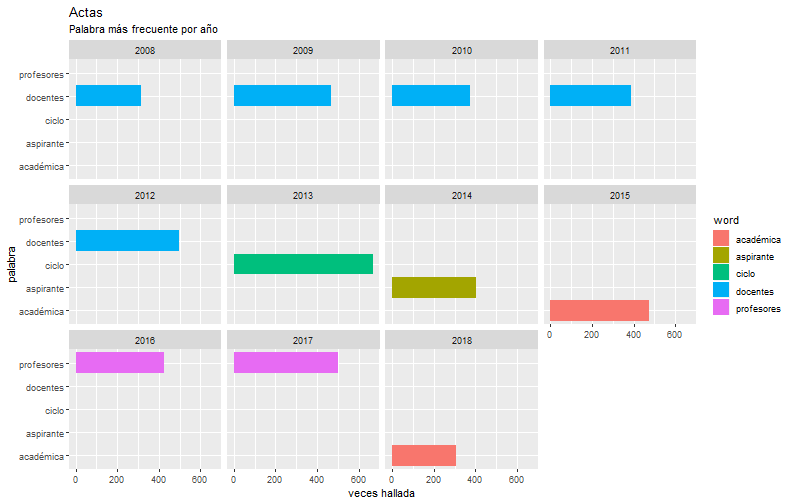 Actas
Palabra más frecuente por año
2008 2009 2010 2011
profesores
docentes
ciclo
aspirante
académica
2012 2013 2014 2015
profesores
docentes
ciclo
aspirante
académica
0 200 400 600
2016 2017 2018
profesores
docentes
ciclo
aspirante
académica
0 200 400 600 0 200 400 600 0 200 400 600
veces hallada
palabra
word
académica
aspirante
ciclo
docentes
profesores